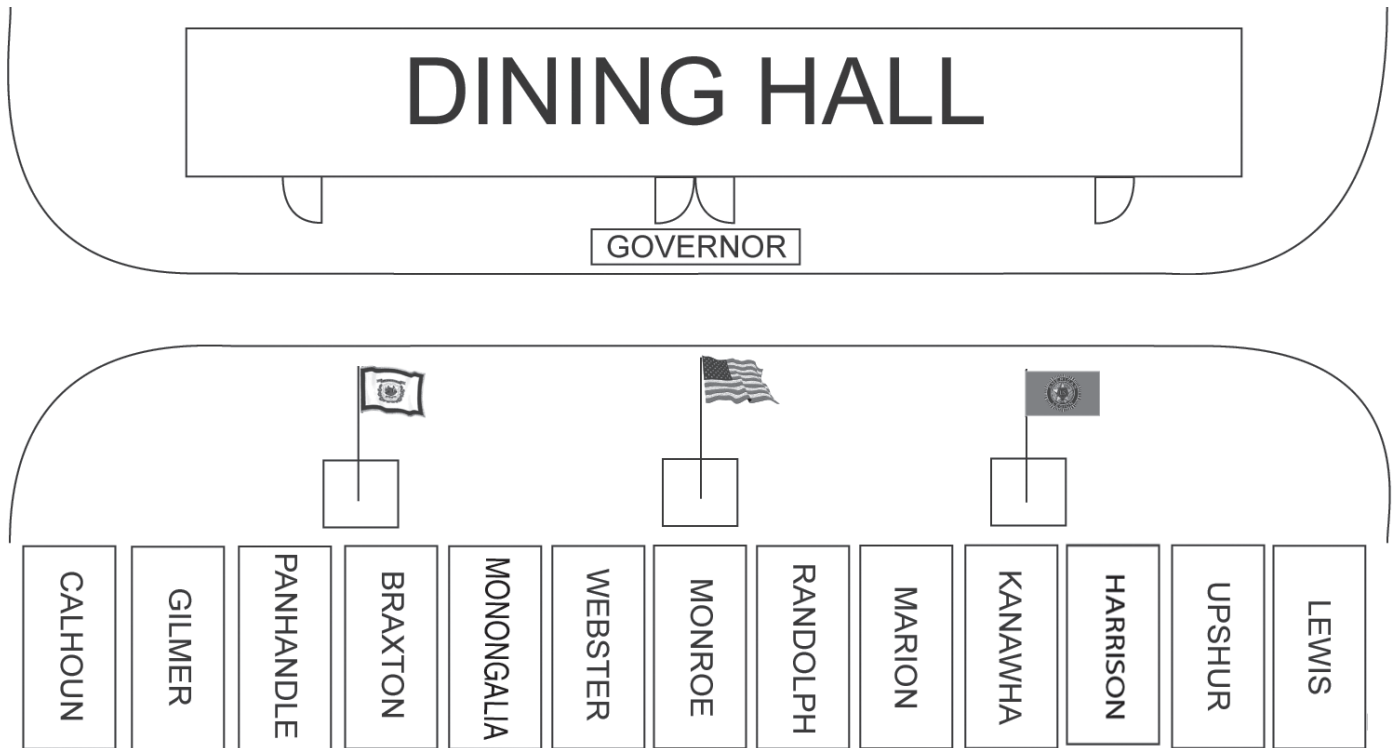 DINING HALL
GOVERNOR
CALHOUN
GILMER
PANHANDLE
BRAXTON
MONONGALIA
WEBSTER
MONROE
RANDOLPH
MARION
KANAWHA
HARRISON
UPSHUR
LEWIS